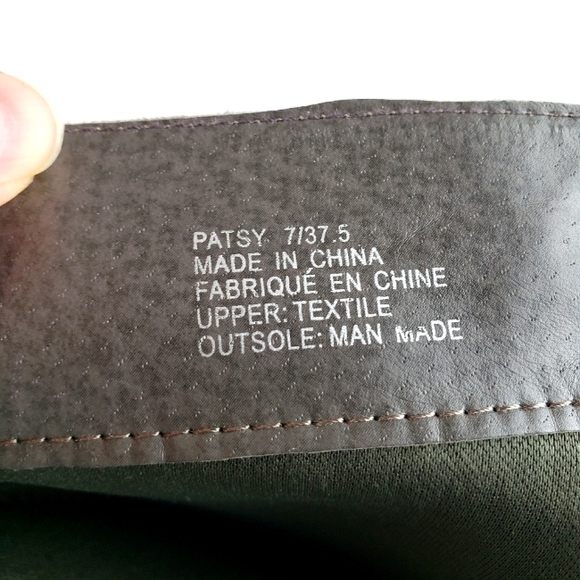 PATSY 7/37.5
MADE IN CHINA
FABRIQUÉ EN CHINE
UPPER: TEXTILE
OUTSOLE: MAN MADE